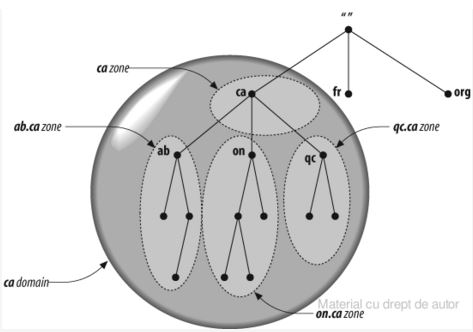 “ ”
ca zone
ca
fr
org
ab.ca zone
ab
on
qc
qc.ca zone
ca domain
Material cu drept de autor
on.ca zone